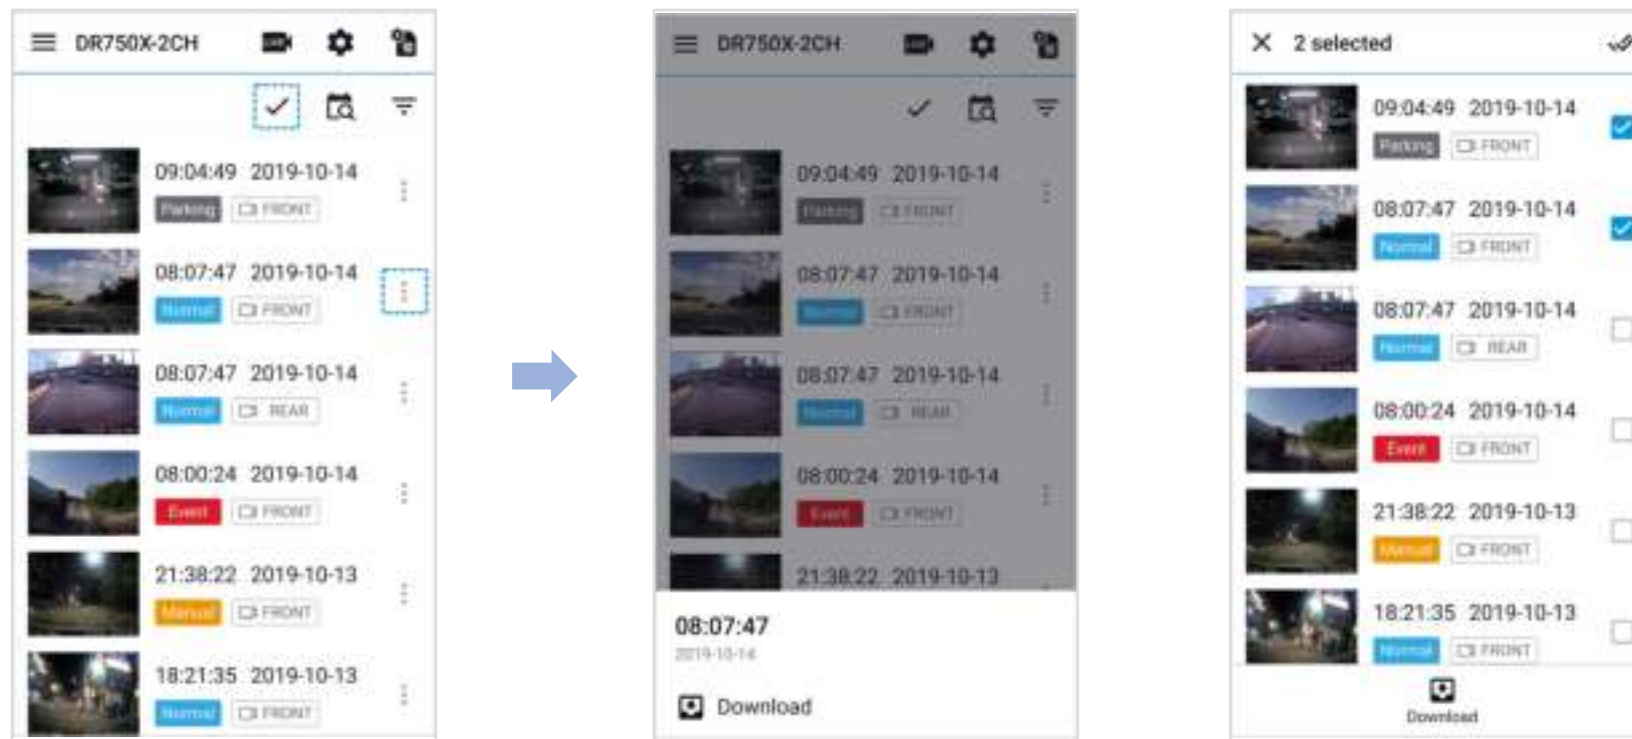 DR750X-2CH
09:04:49 2019-10-14
Parking FRONT
08:07:47 2019-10-14
Normal FRONT
08:07:47 2019-10-14
Normal REAR
08:00:24 2019-10-14
Event FRONT
21:38:22 2019-10-13
Manual FRONT
18:21:35 2019-10-13
Normal FRONT
DR750X-2CH
09:04:49 2019-10-14
Parking FRONT
08:07:47 2019-10-14
Normal FRONT
08:07:47 2019-10-14
Normal REAR
08:00:24 2019-10-14
Event FRONT
21:38:22 2019-10-13
08:07:47
2019-10-14
Download
2 selected
09:04:49 2019-10-14
Parking FRONT
08:07:47 2019-10-14
Normal FRONT
08:07:47 2019-10-14
Normal REAR
08:00:24 2019-10-14
Event FRONT
21:38:22 2019-10-13
Manual FRONT
18:21:35 2019-10-13
Normal FRONT
Download